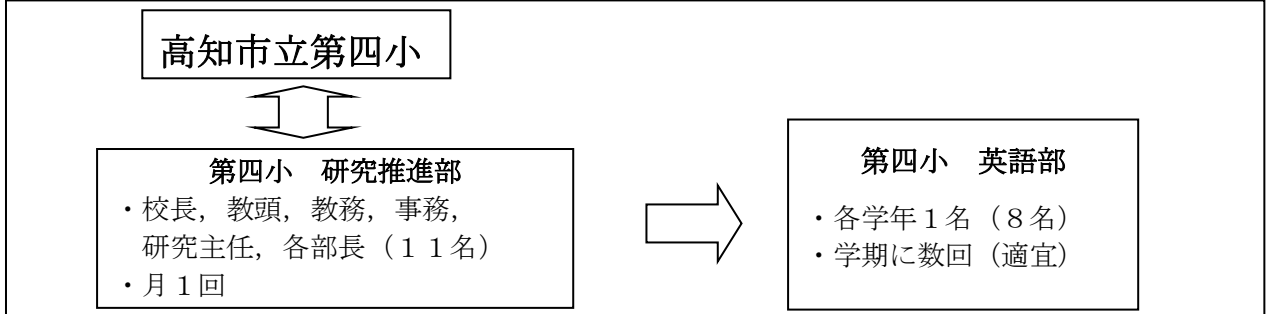 高知市立第四小
第四小　研究推進部
・校長，教頭，教務，事務，
研究主任，各部長（１１名）
・月１回
第四小　英語部
・各学年１名（８名）
・学期に数回（適宜）